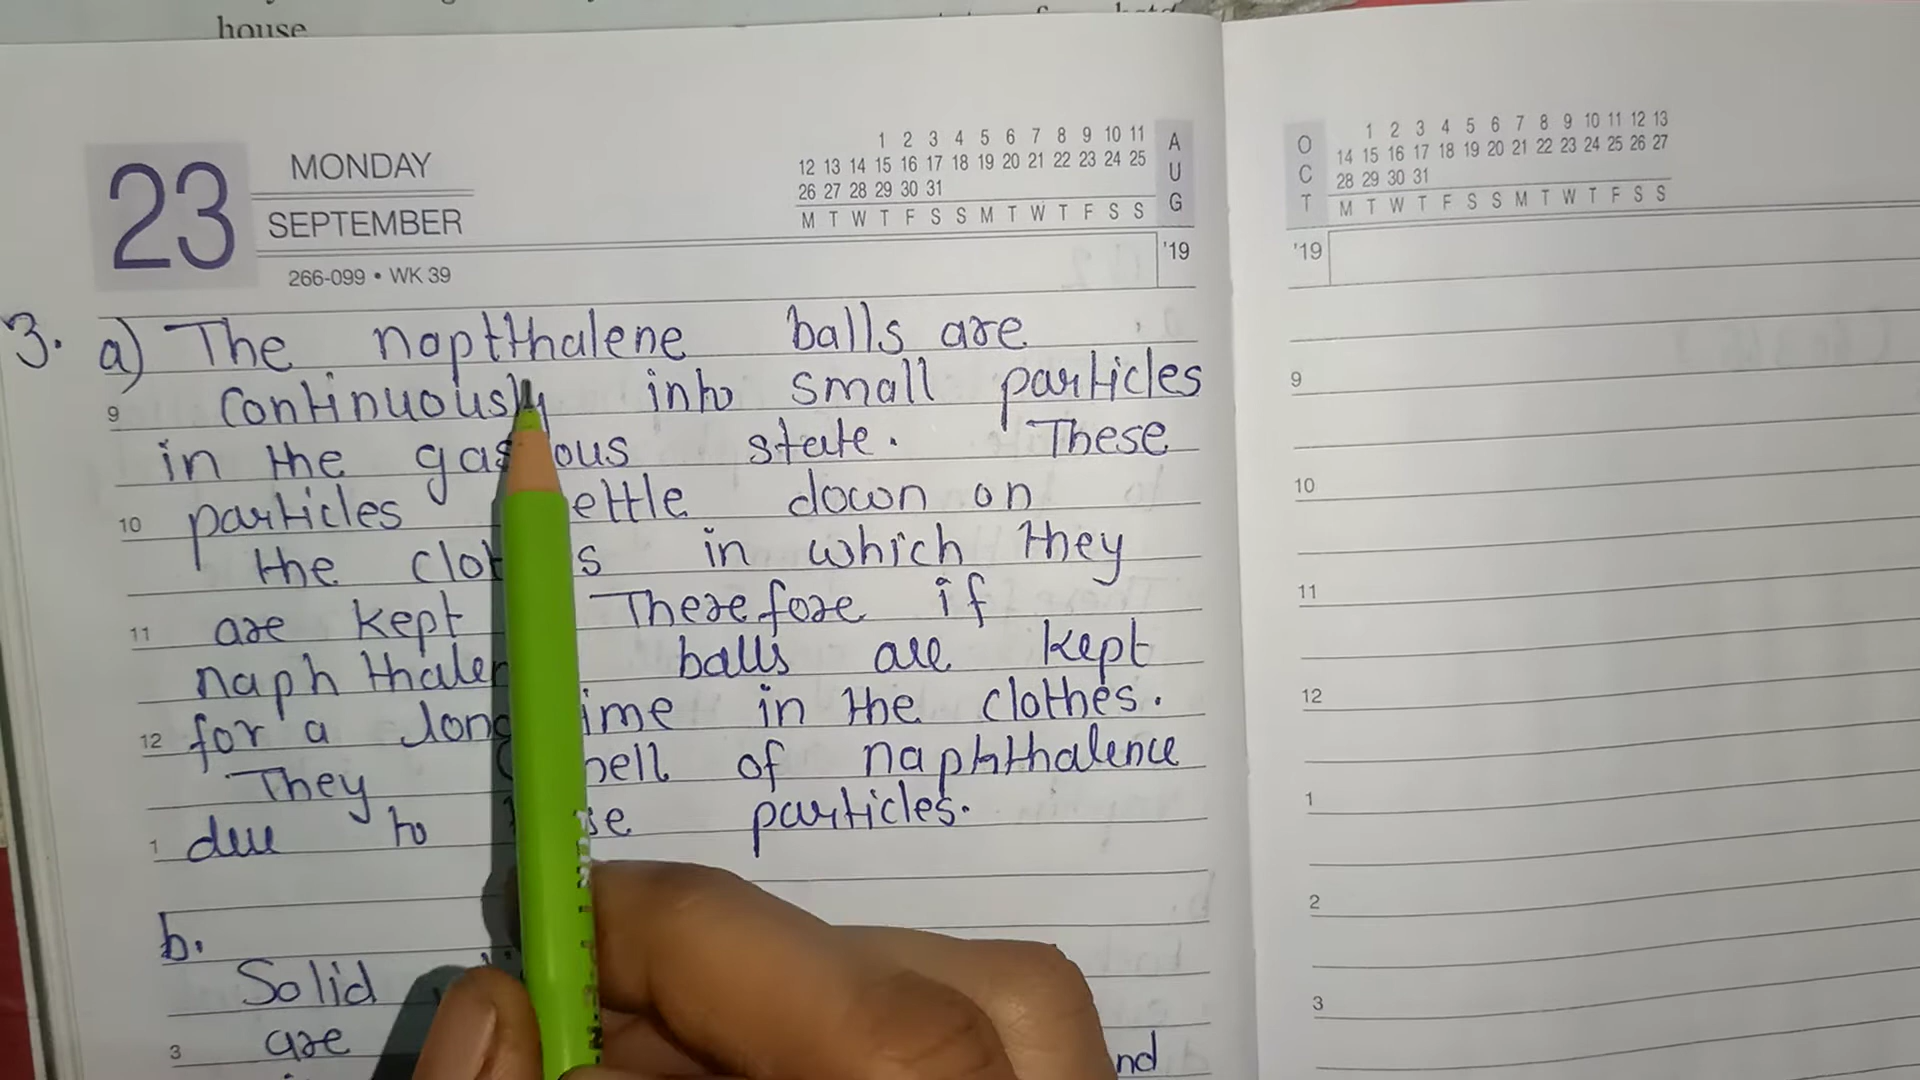 house
23 MONDAY
SEPTEMBER
266-099 • WK 39
1 2 3 4 5 6 7 8 9 10 11
12 13 14 15 16 17 18 19 20 21 22 23 24 25
26 27 28 29 30 31
M T W T F S S M T W T F S S
AUG
'19
3. a) The naptthalene balls are
9 continuously into small particles
in the gas ous state. These
10 particles ettle down on
the clot s in which they
11 are kept Therefore if
naphthalen balls are kept
12 for a long ime in the clothes.
They mell of naphthalence
1 due to se particles.
b.
Solid
3 are nd
OCT
1 2 3 4 5 6 7 8 9 10 11 12 13
14 15 16 17 18 19 20 21 22 23 24 25 26 27
28 29 30 31
M T W T F S S M T W T F S S
'19
9
10
11
12
1
2
3